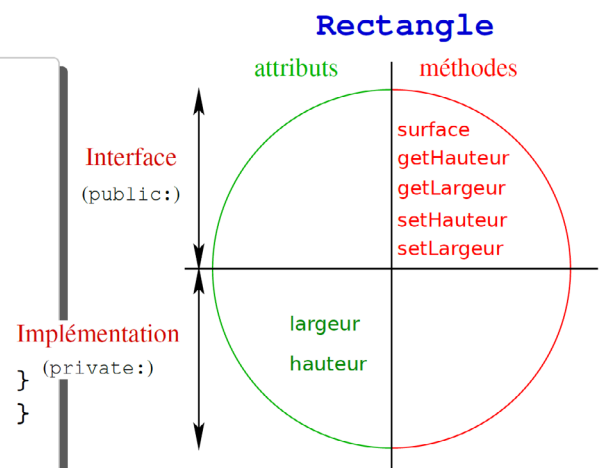 Rectangle
attributs
méthodes
Interface
(public:)
surface
getHauteur
getLargeur
setHauteur
setLargeur
Implémentation
(private:)
}
}
largeur
hauteur